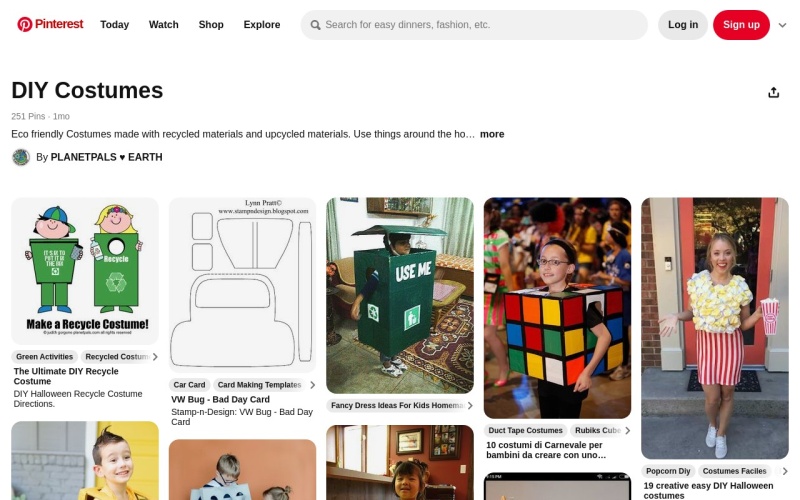 Pinterest
Today
Watch
Shop
Explore
Search for easy dinners, fashion, etc.
Log in
Sign up
DIY Costumes
251 Pins · 1mo
Eco friendly Costumes made with recycled materials and upcycled materials. Use things around the ho… more
By PLANETPALS ♥ EARTH
IT'S OK TO
PUT IT IN
THE BIN
Recycle
Make a Recycle Costume!
Green Activities
Recycled Costum
The Ultimate DIY Recycle
Costume
DIY Halloween Recycle Costume
Directions.
Lynn Pratt©
www.stampndesign.blogspot.com
Car Card
Card Making Templates
VW Bug - Bad Day Card
Stamp-n-Design: VW Bug - Bad Day
Card
USE ME
Fancy Dress Ideas For Kids Homema
Duct Tape Costumes
Rubiks Cube
10 costumi di Carnevale per
bambini da creare con uno…
Popcorn Diy
Costumes Faciles
19 creative easy DIY Halloween
costumes